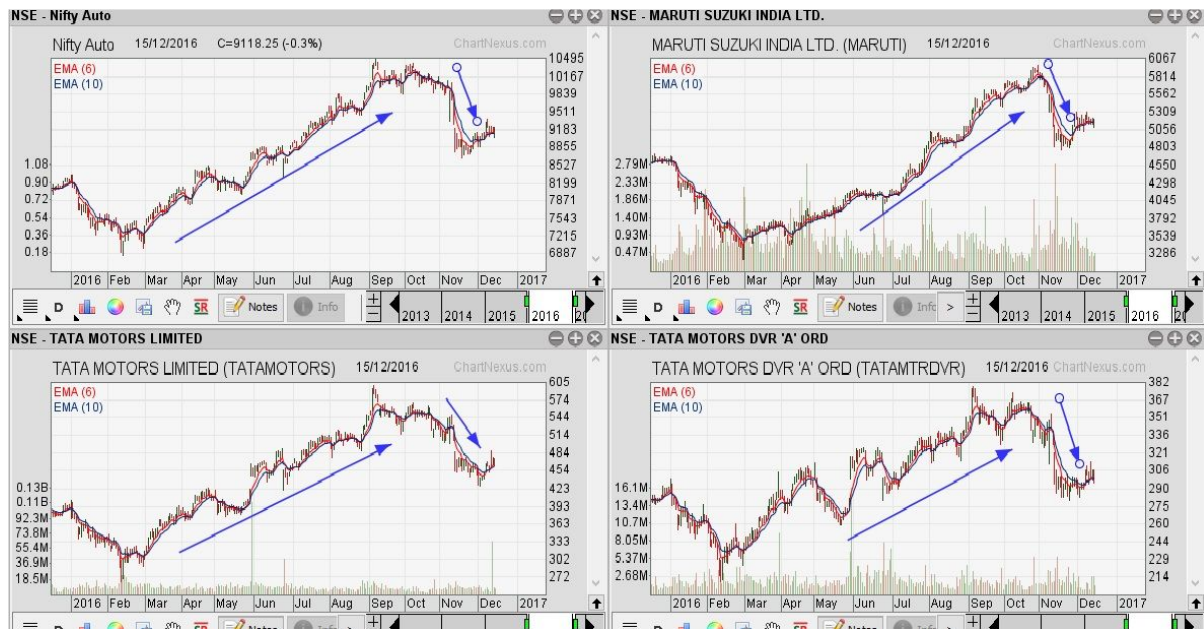 NSE - Nifty Auto
Nifty Auto 15/12/2016 C=9118.25 (-0.3%) ChartNexus.com
EMA (6)
EMA (10)
10495
10167
9839
9511
9183
8855
8527
8199
7871
7543
7215
6887
1.08
0.90
0.72
0.54
0.36
0.18
2016 Feb Mar Apr May Jun Jul Aug Sep Oct Nov Dec 2017
D SR Notes Info 2013 2014 2015 2016
NSE - MARUTI SUZUKI INDIA LTD.
MARUTI SUZUKI INDIA LTD. (MARUTI) 15/12/2016 ChartNexus.com
EMA (6)
EMA (10)
6067
5814
5562
5309
5056
4803
4550
4298
4045
3792
3539
3286
2.79M
2.33M
1.86M
1.40M
0.93M
0.47M
2016 Feb Mar Apr May Jun Jul Aug Sep Oct Nov Dec 2017
D SR Notes Info > 2013 2014 2015 2016
NSE - TATA MOTORS LIMITED
TATA MOTORS LIMITED (TATAMOTORS) 15/12/2016 ChartNexus.com
EMA (6)
EMA (10)
605
574
544
514
484
454
423
393
363
333
302
272
0.13B
0.11B
92.3M
73.8M
55.4M
36.9M
18.5M
2016 Feb Mar Apr May Jun Jul Aug Sep Oct Nov Dec 2017
NSE - TATA MOTORS DVR 'A' ORD
TATA MOTORS DVR 'A' ORD (TATAMTRDVR) 15/12/2016 ChartNexus.com
EMA (6)
EMA (10)
382
367
351
336
321
306
290
275
260
244
229
214
16.1M
13.4M
10.7M
8.05M
5.37M
2.68M
2016 Feb Mar Apr May Jun Jul Aug Sep Oct Nov Dec 2017